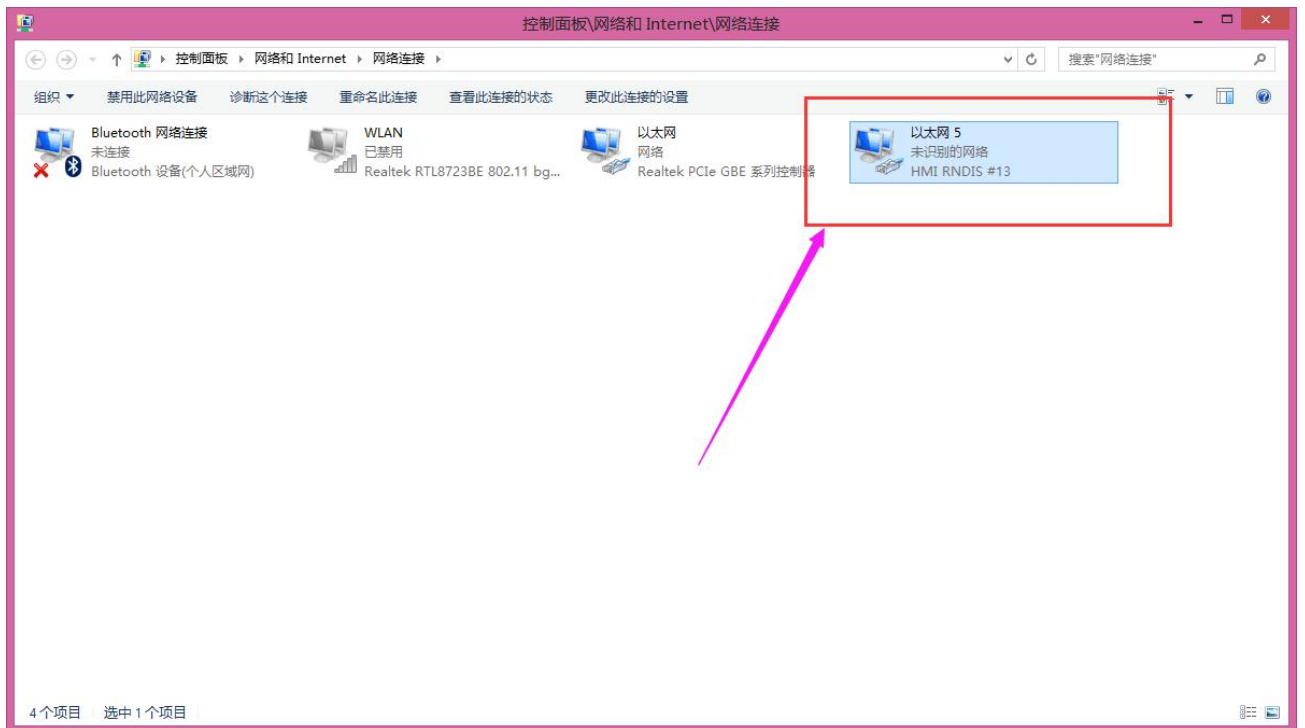 控制面板\网络和 Internet\网络连接
控制面板 网络和 Internet 网络连接
搜索"网络连接"
组织 禁用此网络设备 诊断这个连接 重命名此连接 查看此连接的状态 更改此连接的设置
Bluetooth 网络连接
未连接
Bluetooth 设备(个人区域网)
WLAN
已禁用
Realtek RTL8723BE 802.11 bg...
以太网
网络
Realtek PCIe GBE 系列控制器
以太网 5
未识别的网络
HMI RNDIS #13
4 个项目 选中 1 个项目